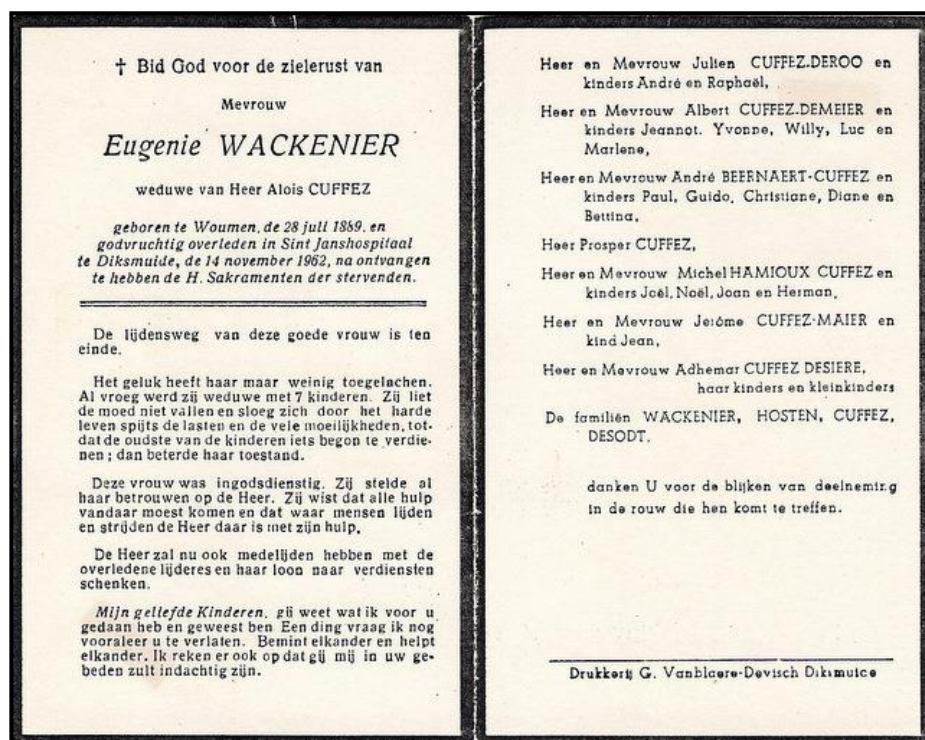 † Bid God voor de zielerust van
Mevrouw
Eugenie WACKENIER
weduwe van Heer Alois CUFFEZ
geboren te Woumen, de 28 juli 1889, en
godvruchtig overleden in Sint Janshospitaal
te Diksmuide, de 14 november 1962, na ontvangen
te hebben de H. Sakramenten der stervenden.
De lijdensweg van deze goede vrouw is ten
einde.
Het geluk heeft haar maar weinig toegelachen.
Al vroeg werd zij weduwe met 7 kinderen. Zij liet
de moed niet vallen en sloeg zich door het harde
leven spijts de lasten en de vele moeilijkheden, tot-
dat de oudste van de kinderen iets begon te verdie-
nen ; dan beterde haar toestand.
Deze vrouw was ingodsdienstig. Zij stelde al
haar betrouwen op de Heer. Zij wist dat alle hulp
vandaar moest komen en dat waar mensen lijden
en strijden de Heer daar is met zijn hulp.
De Heer zal nu ook medelijden hebben met de
overledene lijderes en haar loon naar verdiensten
schenken.
Mijn geliefde Kinderen, gij weet wat ik voor u
gedaan heb en geweest ben Een ding vraag ik nog
vooraleer u te verlaten. Bemint elkander en helpt
elkander. Ik reken er ook op dat gij mij in uw ge-
beden zult indachtig zijn.
Heer en Mevrouw Julien CUFFEZ-DEROO en
kinders André en Raphaël,
Heer en Mevrouw Albert CUFFEZ-DEMEIER en
kinders Jeannot. Yvonne, Willy, Luc en
Marlene,
Heer en Mevrouw André BEERNAERT-CUFFEZ en
kinders Paul, Guido, Christiane, Diane en
Bettina,
Heer Prosper CUFFEZ,
Heer en Mevrouw Michel HAMIOUX CUFFEZ en
kinders Joël, Noël, Joan en Herman,
Heer en Mevrouw Jerôme CUFFEZ-MAIER en
kind Jean,
Heer en Mevrouw Adhemar CUFFEZ DESIERE,
haar kinders en kleinkinders
De familiën WACKENIER, HOSTEN, CUFFEZ,
DESODT.
danken U voor de blijken van deelneming
in de rouw die hen komt te treffen.
Drukkerij G. Vanblaere-Devisch Diksmuide